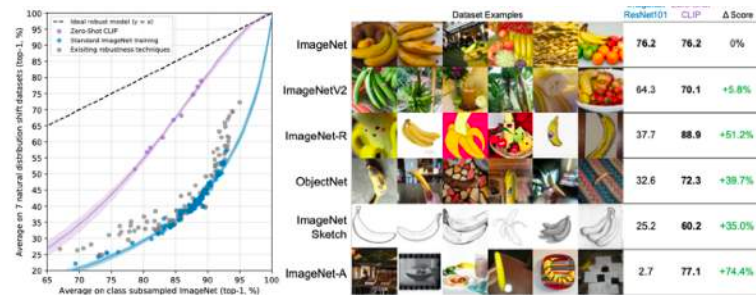 Average on 7 natural distribution shift datasets (top-1, %)
100
95
90
85
80
75
70
65
60
55
50
45
40
35
30
25
20
Ideal robust model (y = x)
Zero-Shot CLIP
Standard ImageNet training
Exisiting robustness techniques
65 70 75 80 85 90 95 100
Average on class subsampled ImageNet (top-1, %)
Dataset Examples
ResNet101 CLIP Δ Score
ImageNet 76.2 76.2 0%
ImageNetV2 64.3 70.1 +5.8%
ImageNet-R 37.7 88.9 +51.2%
ObjectNet 32.6 72.3 +39.7%
ImageNet
Sketch 25.2 60.2 +35.0%
ImageNet-A 2.7 77.1 +74.4%